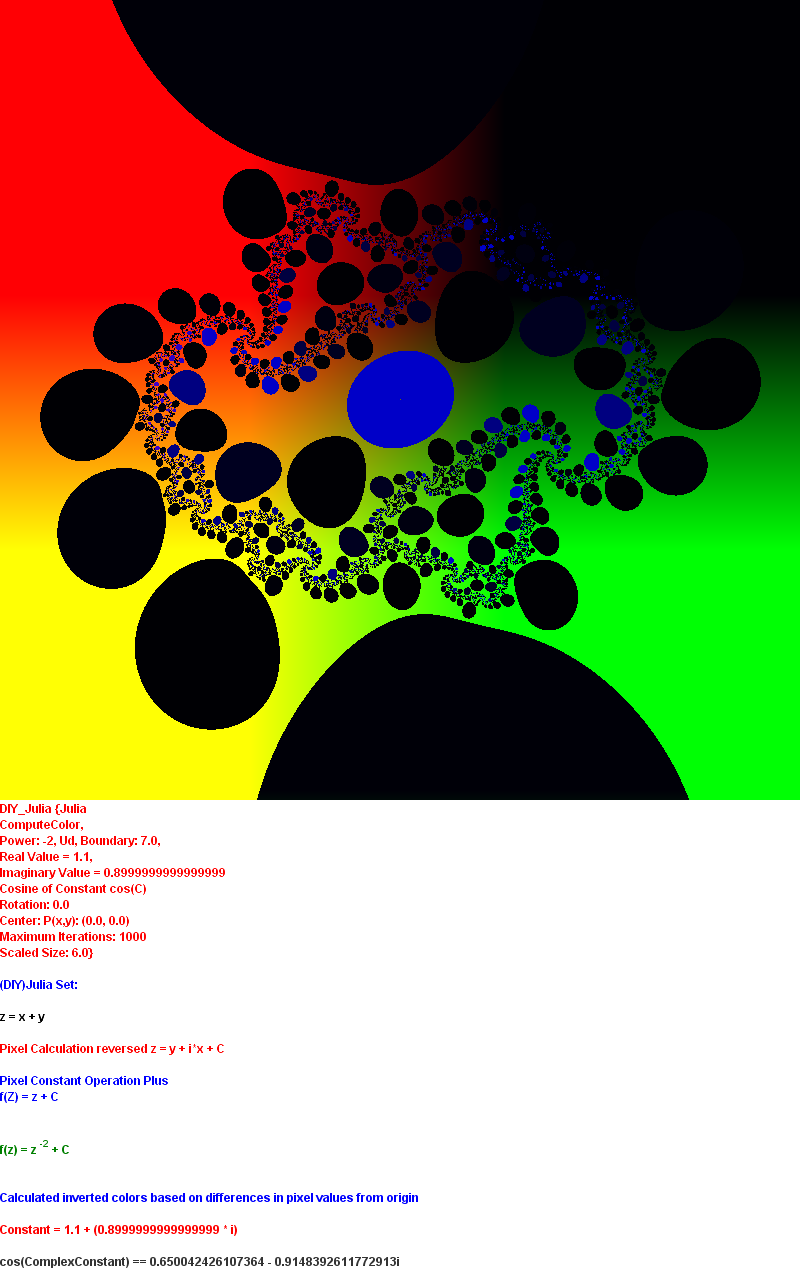 DIY_Julia {Julia
ComputeColor,
Power: -2, Ud, Boundary: 7.0,
Real Value = 1.1,
Imaginary Value = 0.8999999999999999
Cosine of Constant cos(C)
Rotation: 0.0
Center: P(x,y): (0.0, 0.0)
Maximum Iterations: 1000
Scaled Size: 6.0}
(DIY)Julia Set:
z = x + y
Pixel Calculation reversed z = y + i*x + C
Pixel Constant Operation Plus
f(Z) = z + C
f(z) = z ⁻² + C
Calculated inverted colors based on differences in pixel values from origin
Constant = 1.1 + (0.8999999999999999 * i)
cos(ComplexConstant) == 0.650042426107364 - 0.9148392611772913i